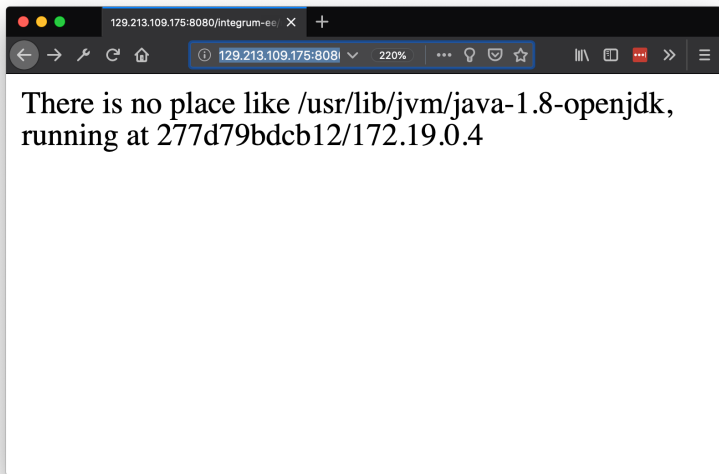 129.213.109.175:8080/integrum-ee/
129.213.109.175:808
220%
There is no place like /usr/lib/jvm/java-1.8-openjdk,
running at 277d79bdcb12/172.19.0.4